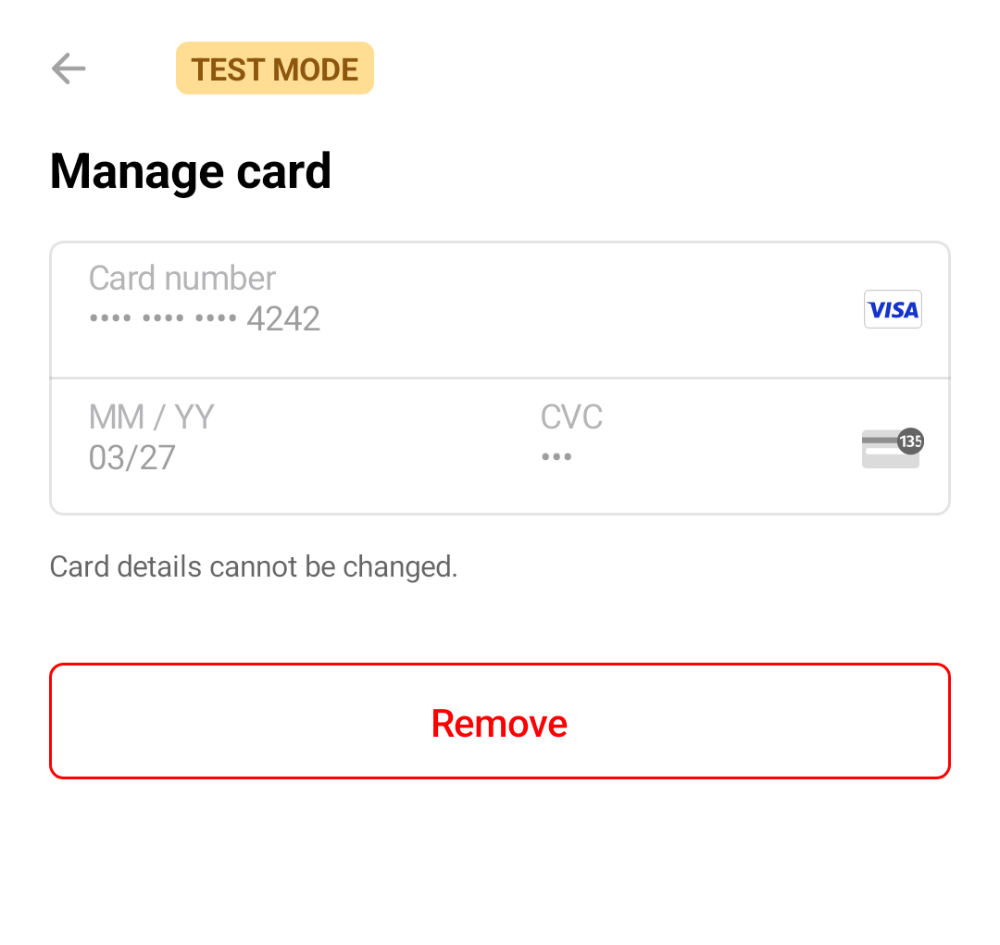 TEST MODE
Manage card
Card number
•••• •••• •••• 4242
VISA
MM / YY
03/27
CVC
•••
135
Card details cannot be changed.
Remove